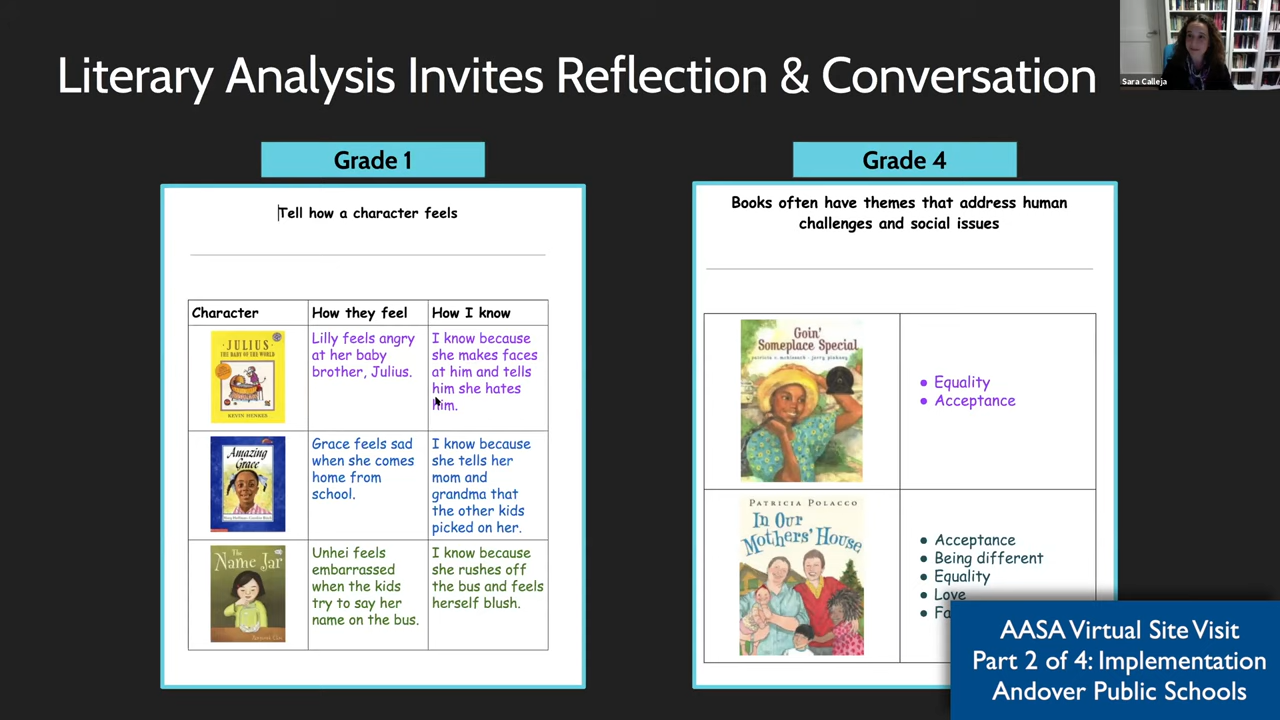 Literary Analysis Invites Reflection & Conversation
Sara Calleja
Grade 1
Tell how a character feels
Character
How they feel
How I know
JULIUS
THE BABY OF THE WORLD
KEVIN HENKES
Lilly feels angry
at her baby
brother, Julius.
I know because
she makes faces
at him and tells
him she hates
him.
Amazing
Grace
Grace feels sad
when she comes
home from
school.
I know because
she tells her
mom and
grandma that
the other kids
picked on her.
The
Name Jar
Unhei feels
embarrassed
when the kids
try to say her
name on the bus.
I know because
she rushes off
the bus and feels
herself blush.
Grade 4
Books often have themes that address human
challenges and social issues
Goin'
Someplace Special
patricia c. mckissack • jerry pinkney
Equality
Acceptance
PATRICIA POLACCO
In Our
Mothers' House
Acceptance
Being different
Equality
Love
AASA Virtual Site Visit
Part 2 of 4: Implementation
Andover Public Schools